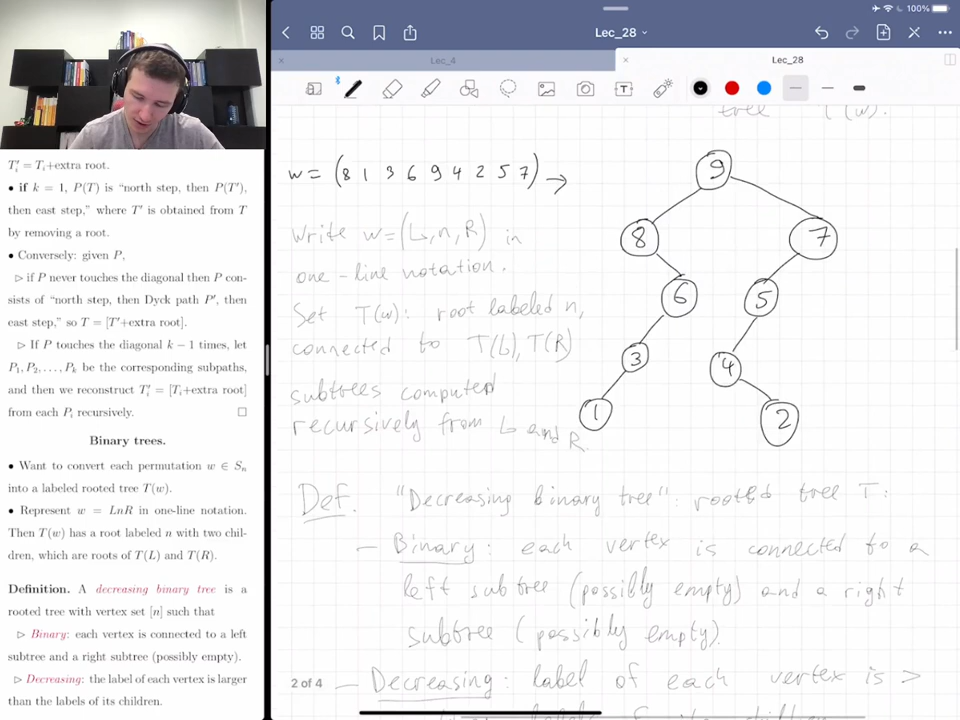 T′ᵢ = Tᵢ+extra root.
• if k = 1, P(T) is “north step, then P(T′),
then east step,” where T′ is obtained from T
by removing a root.
• Conversely: given P,
▷ if P never touches the diagonal then P con-
sists of “north step, then Dyck path P′, then
east step,” so T = [T′+extra root].
▷ If P touches the diagonal k − 1 times, let
P₁, P₂, . . . , Pₖ be the corresponding subpaths,
and then we reconstruct T′ᵢ = [Tᵢ+extra root]
from each Pᵢ recursively. □
Binary trees.
• Want to convert each permutation w ∈ Sₙ
into a labeled rooted tree T(w).
• Represent w = LnR in one-line notation.
Then T(w) has a root labeled n with two chil-
dren, which are roots of T(L) and T(R).
Definition. A decreasing binary tree is a
rooted tree with vertex set [n] such that
▷ Binary: each vertex is connected to a left
subtree and a right subtree (possibly empty).
▷ Decreasing: the label of each vertex is larger
than the labels of its children.
100%
Lec_28
Lec_4
Lec_28
tree T(w).
w = (8 1 3 6 9 4 2 5 7) →
9
8 7
6 5
3 4
1 2
Write w=(L,n,R) in
one-line notation.
Set T(w): root labeled n,
connected to T(L), T(R)
subtrees computed
recursively from L and R.
Def. "Decreasing binary tree": rooted tree T:
– Binary: each vertex is connected to a
left subtree (possibly empty) and a right
subtree (possibly empty).
2 of 4
– Decreasing: label of each vertex is >